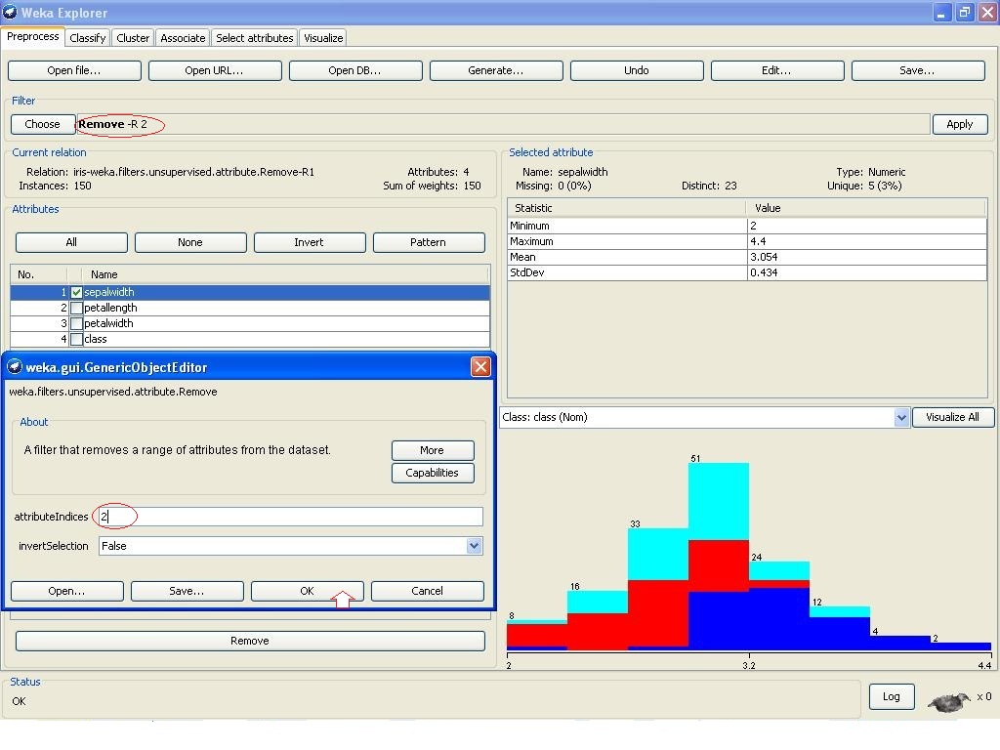 Weka Explorer
Preprocess Classify Cluster Associate Select attributes Visualize
Open file... Open URL... Open DB... Generate... Undo Edit... Save...
Filter
Choose Remove -R 2 Apply
Current relation
Relation: iris-weka.filters.unsupervised.attribute.Remove-R1 Attributes: 4
Instances: 150 Sum of weights: 150
Attributes
All None Invert Pattern
No. Name
1 sepalwidth
2 petallength
3 petalwidth
4 class
Selected attribute
Name: sepalwidth Type: Numeric
Missing: 0 (0%) Distinct: 23 Unique: 5 (3%)
Statistic Value
Minimum 2
Maximum 4.4
Mean 3.054
StdDev 0.434
weka.gui.GenericObjectEditor
weka.filters.unsupervised.attribute.Remove
About
A filter that removes a range of attributes from the dataset.
More
Capabilities
attributeIndices 2
invertSelection False
Open... Save... OK Cancel
Remove
Class: class (Nom) Visualize All
51
33
24
16
12
8
4
2
2 3.2 4.4
Status
OK
Log x 0